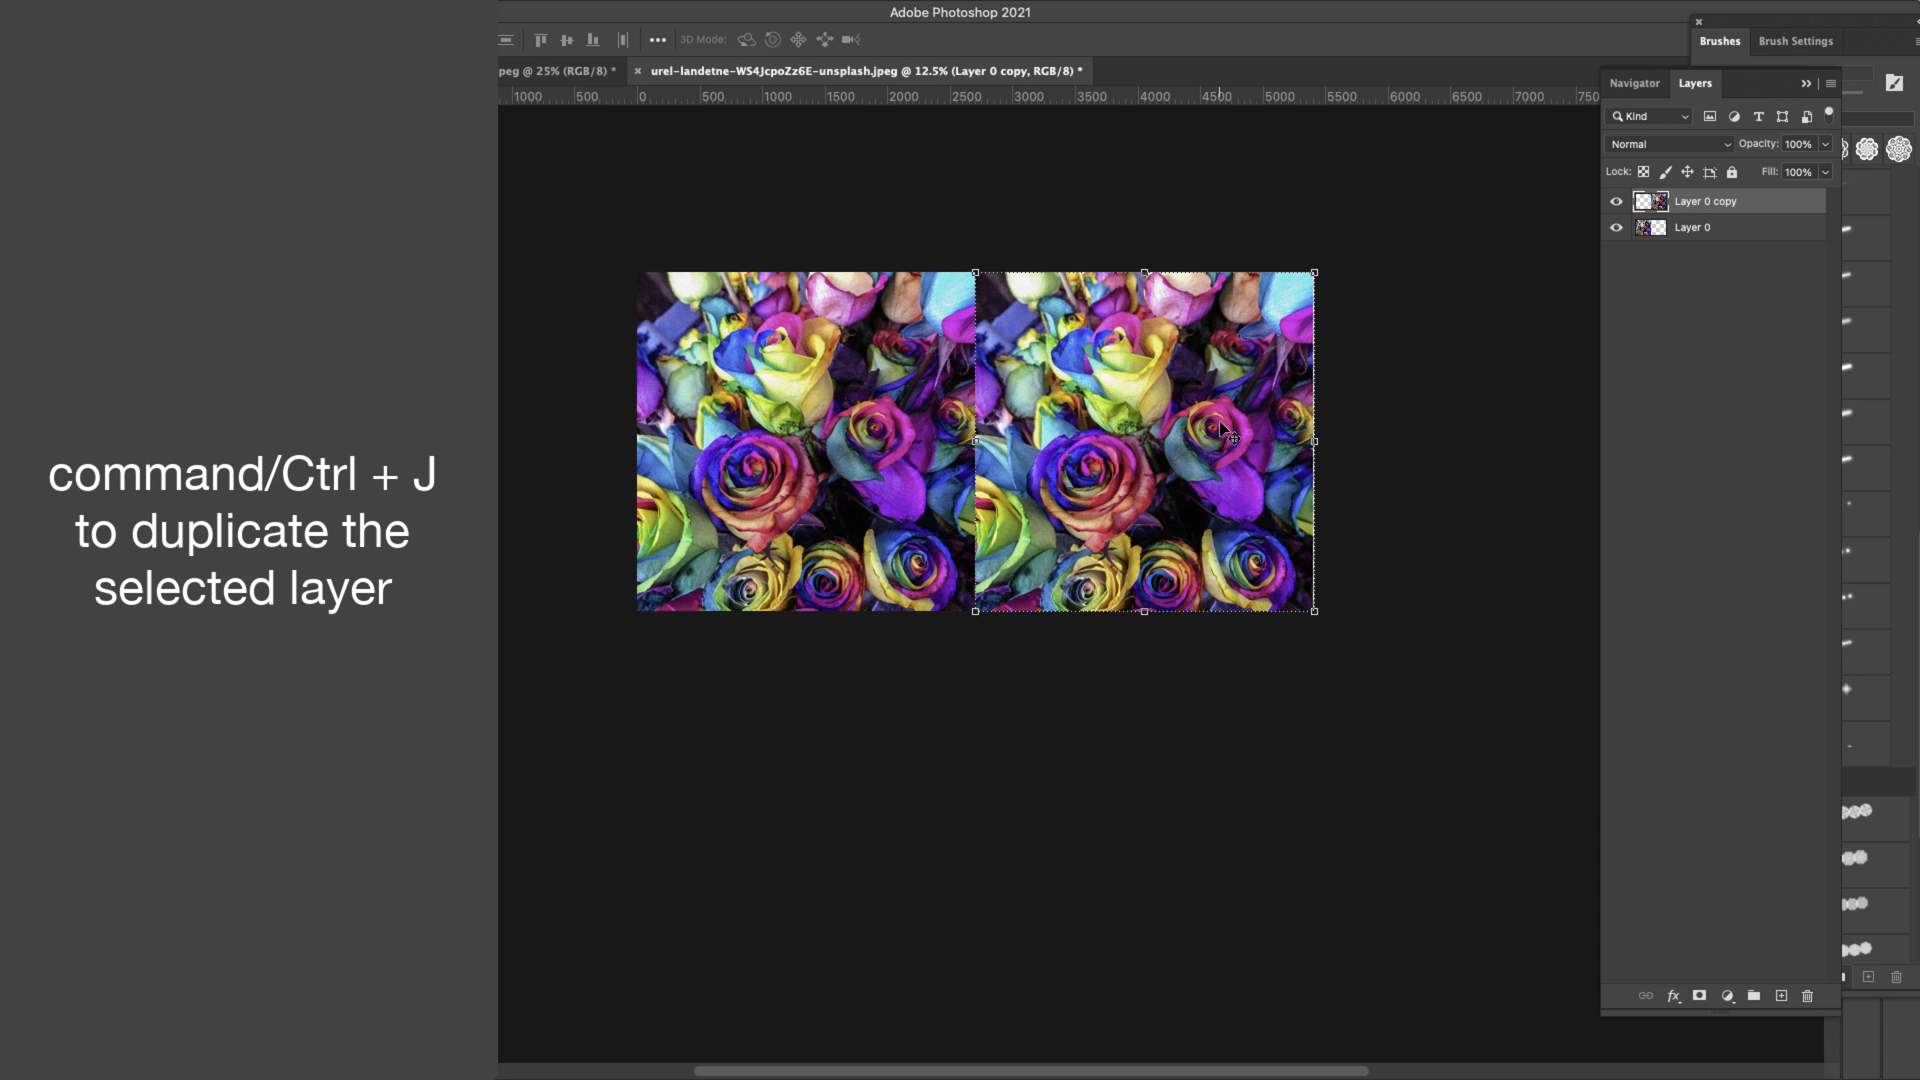 Adobe Photoshop 2021
3D Mode:
Brushes
Brush Settings
peg @ 25% (RGB/8) *
urel-landetne-WS4JcpoZz6E-unsplash.jpeg @ 12.5% (Layer 0 copy, RGB/8) *
1000 500 0 500 1000 1500 2000 2500 3000 3500 4000 4500 5000 5500 6000 6500 7000 750
Navigator
Layers
Kind
Normal
Opacity: 100%
Lock:
Fill: 100%
Layer 0 copy
Layer 0
command/Ctrl + J
to duplicate the
selected layer
fx